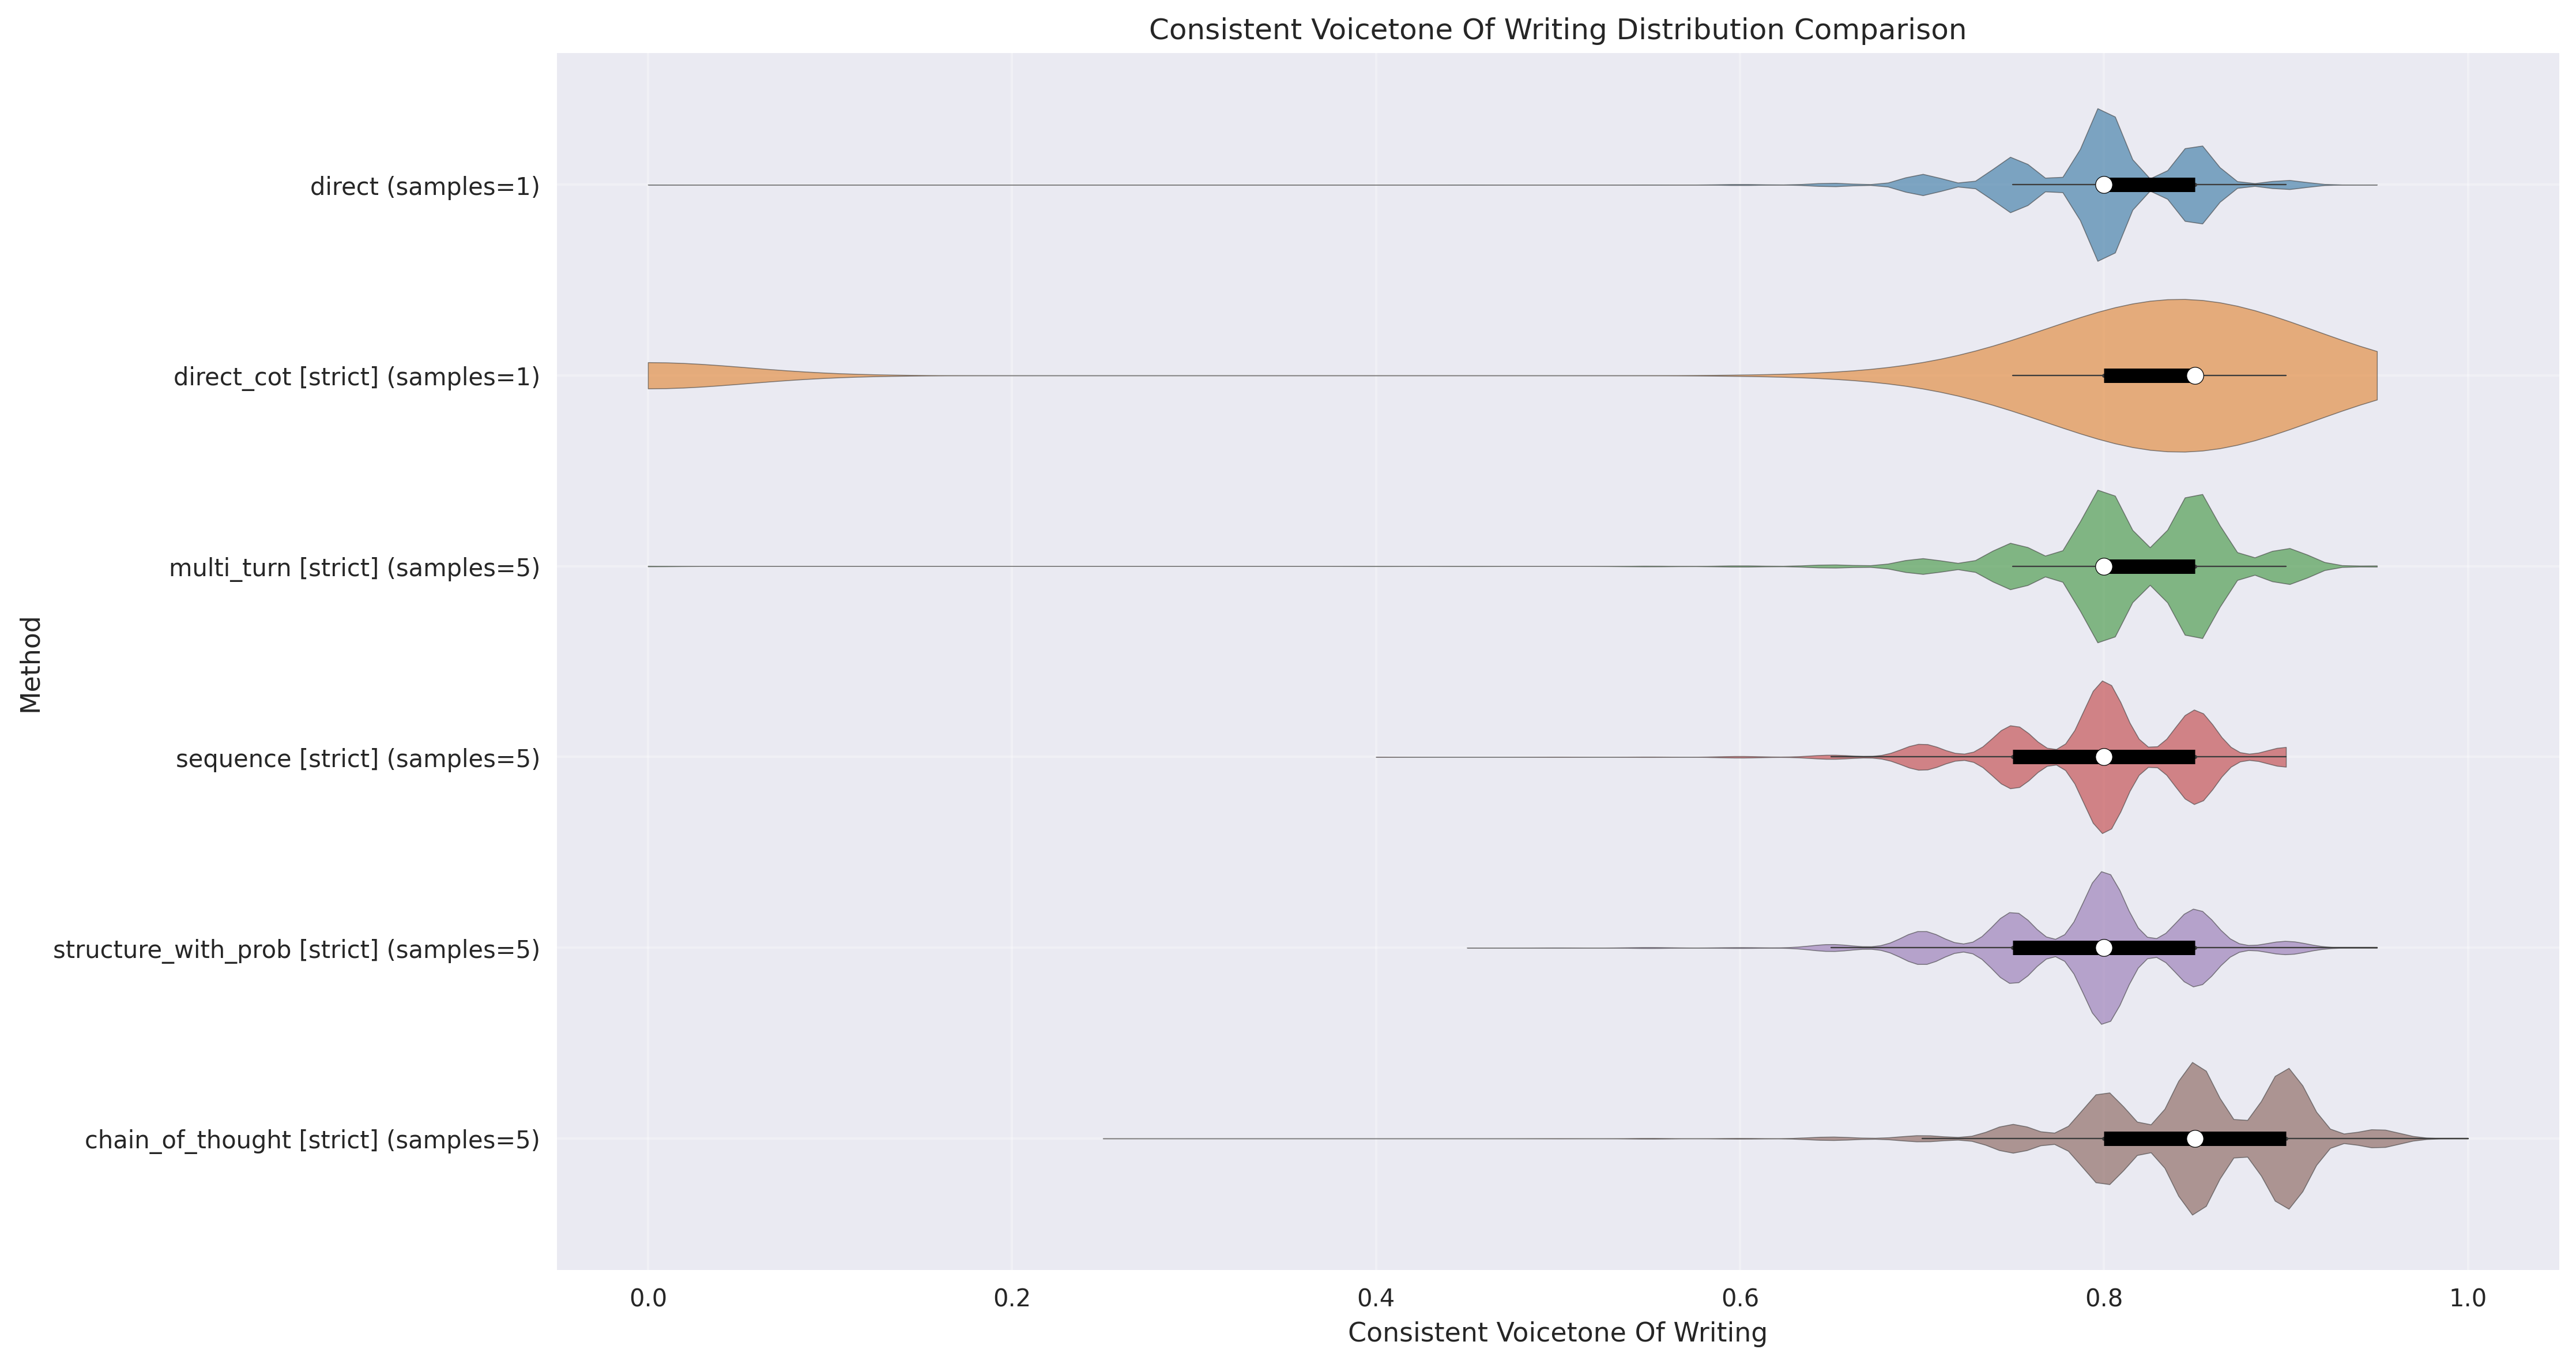 Consistent Voicetone Of Writing Distribution Comparison
Method
direct (samples=1)
direct_cot [strict] (samples=1)
multi_turn [strict] (samples=5)
sequence [strict] (samples=5)
structure_with_prob [strict] (samples=5)
chain_of_thought [strict] (samples=5)
0.0 0.2 0.4 0.6 0.8 1.0
Consistent Voicetone Of Writing